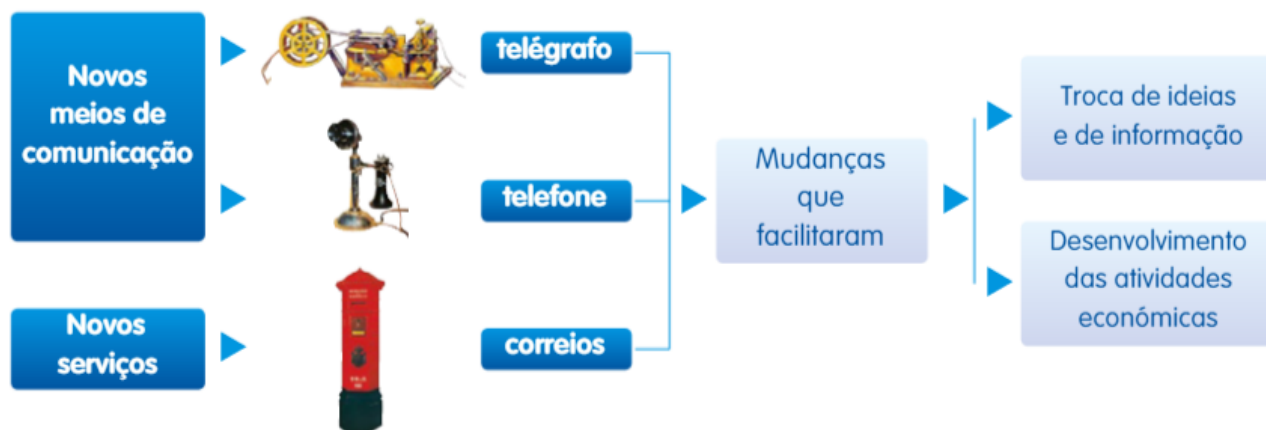 Novos
meios de
comunicação
telégrafo
telefone
Novos
serviços
correios
Mudanças
que
facilitaram
Troca de ideias
e de informação
Desenvolvimento
das atividades
económicas